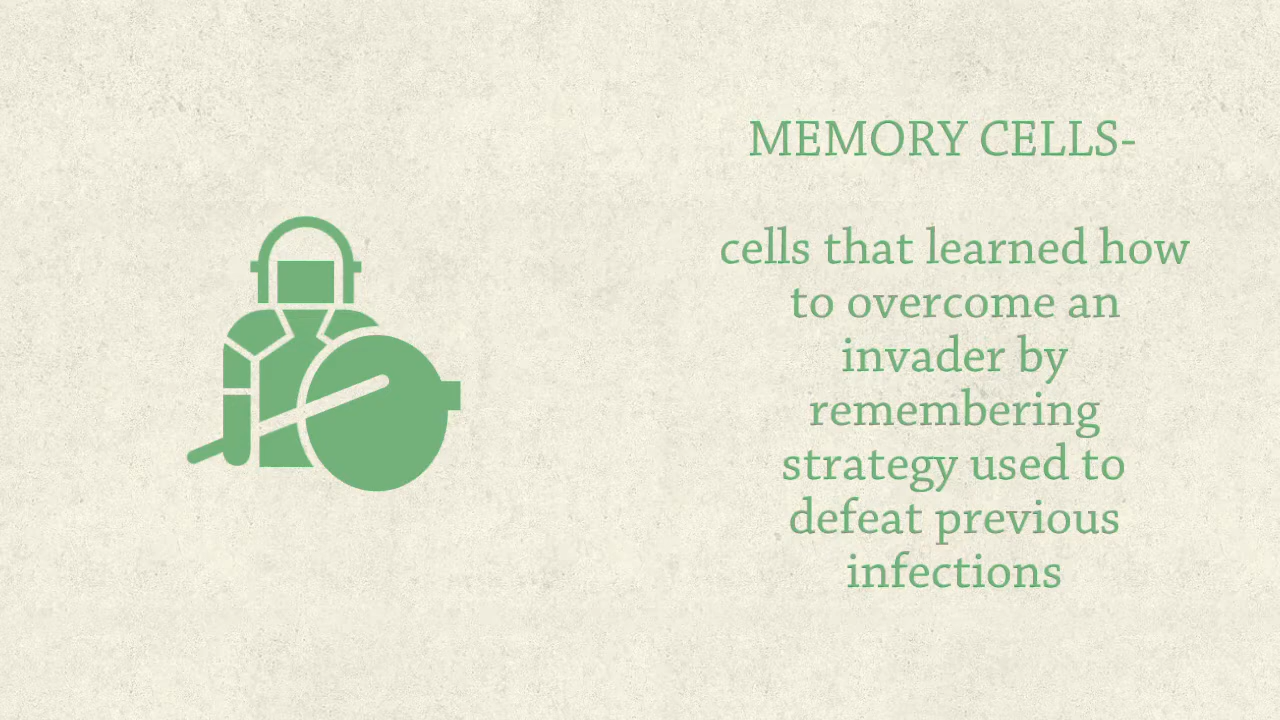 MEMORY CELLS-
cells that learned how
to overcome an
invader by
remembering
strategy used to
defeat previous
infections